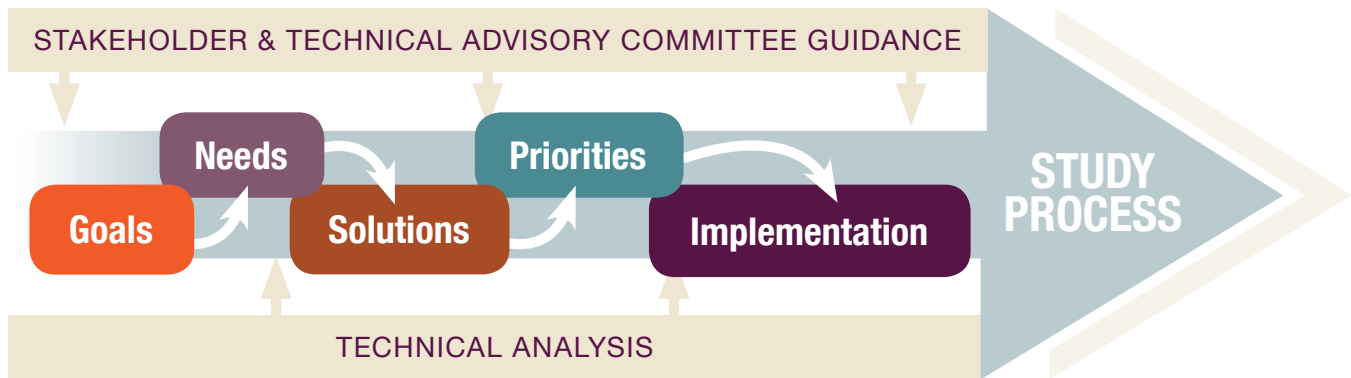 STAKEHOLDER & TECHNICAL ADVISORY COMMITTEE GUIDANCE
Goals
Needs
Solutions
Priorities
Implementation
STUDY
PROCESS
TECHNICAL ANALYSIS